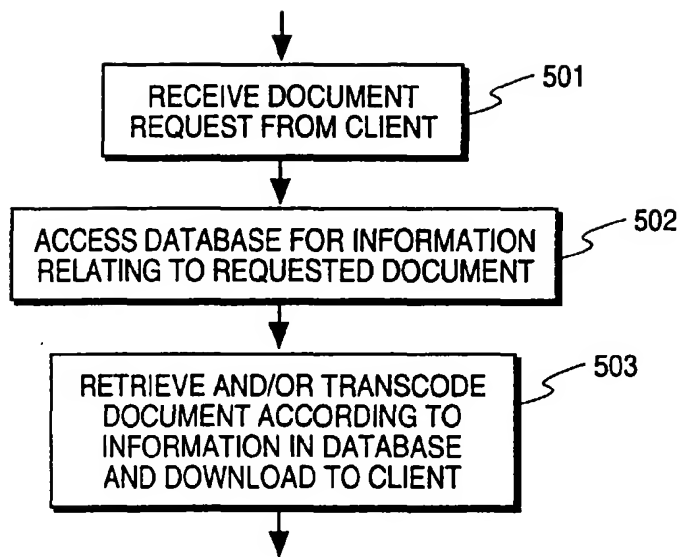 RECEIVE DOCUMENT
REQUEST FROM CLIENT
501
ACCESS DATABASE FOR INFORMATION
RELATING TO REQUESTED DOCUMENT
502
RETRIEVE AND/OR TRANSCODE
DOCUMENT ACCORDING TO
INFORMATION IN DATABASE
AND DOWNLOAD TO CLIENT
503